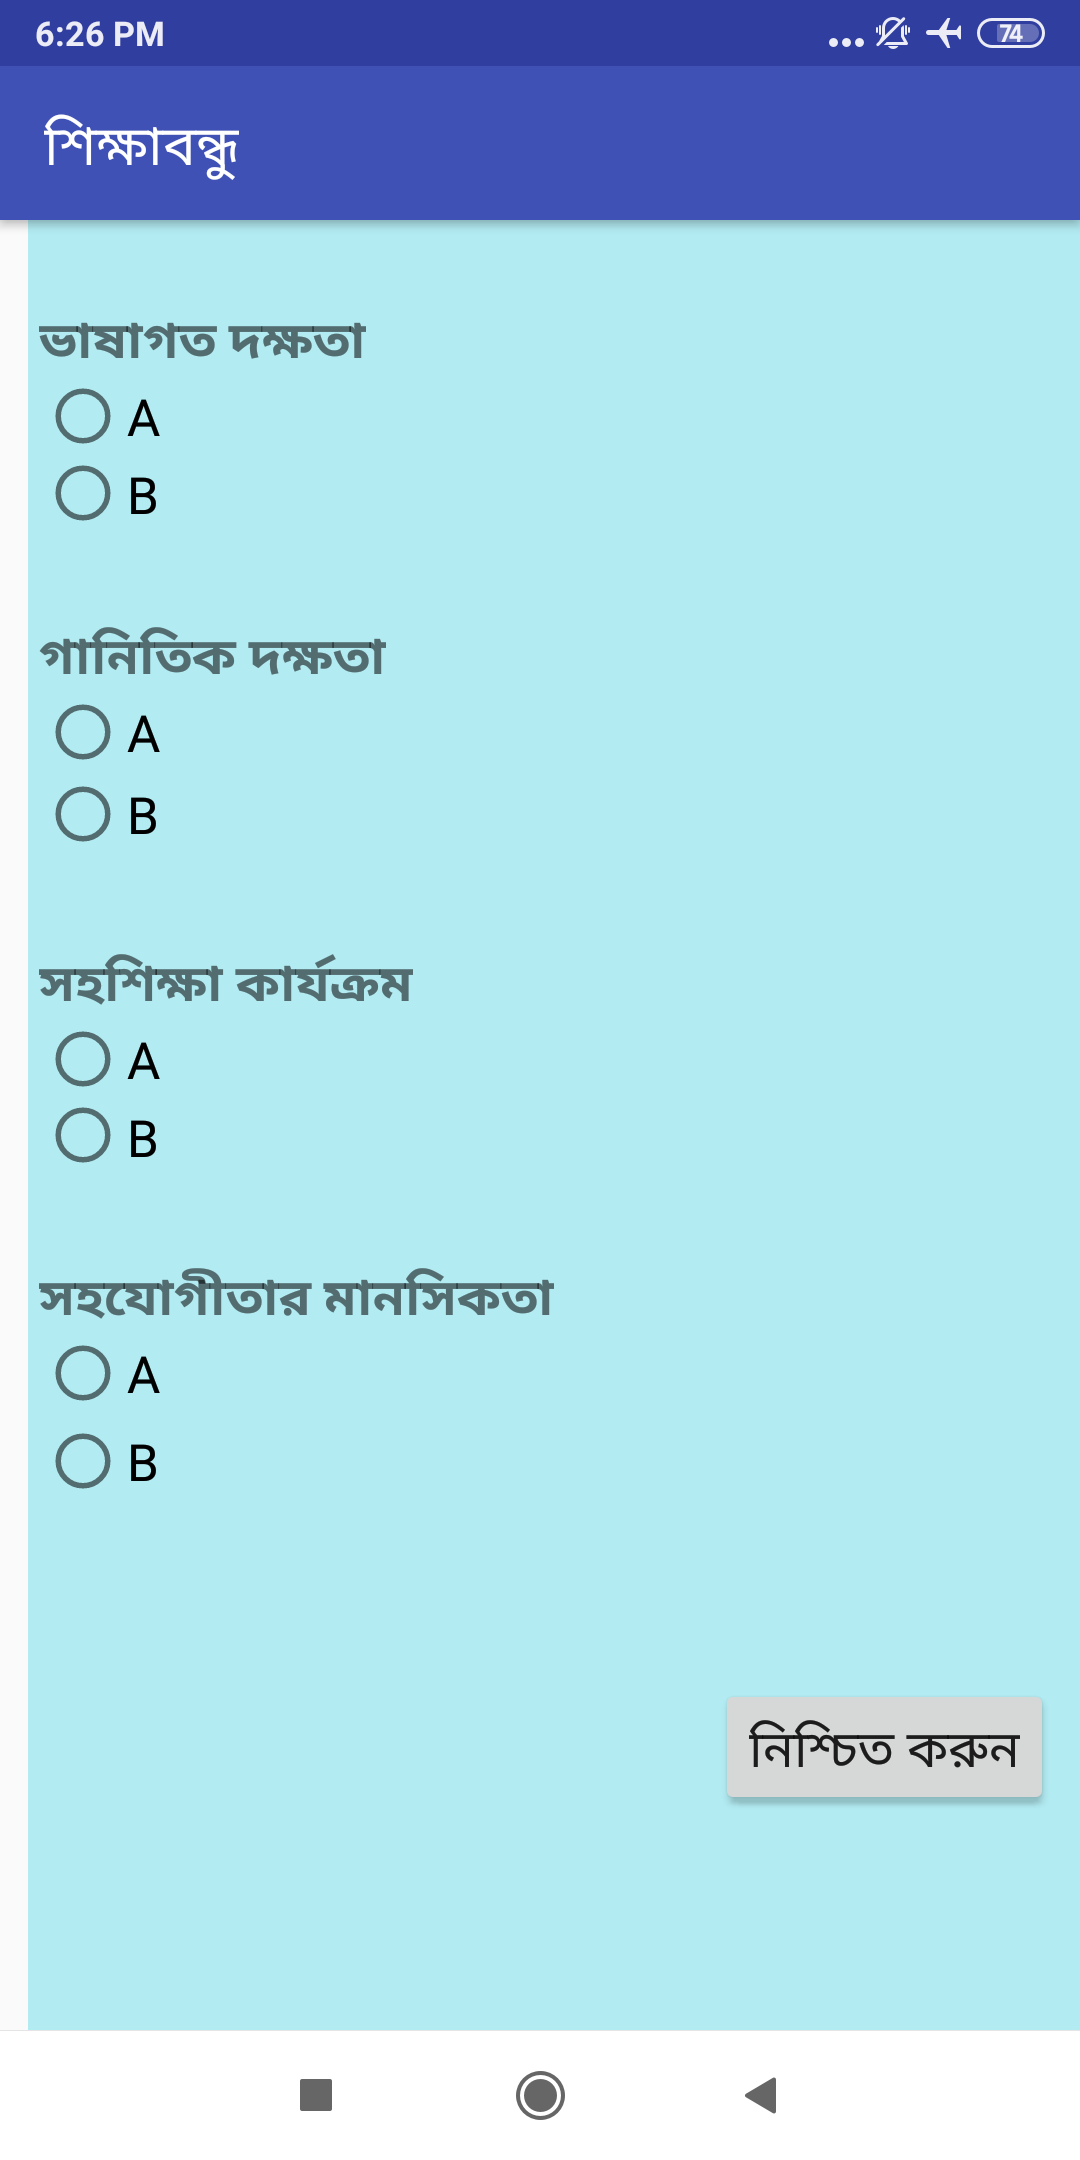 6:26 PM
74
শিক্ষাবন্ধু
ভাষাগত দক্ষতা
A
B
গানিতিক দক্ষতা
A
B
সহশিক্ষা কার্যক্রম
A
B
সহযোগীতার মানসিকতা
A
B
নিশ্চিত করুন